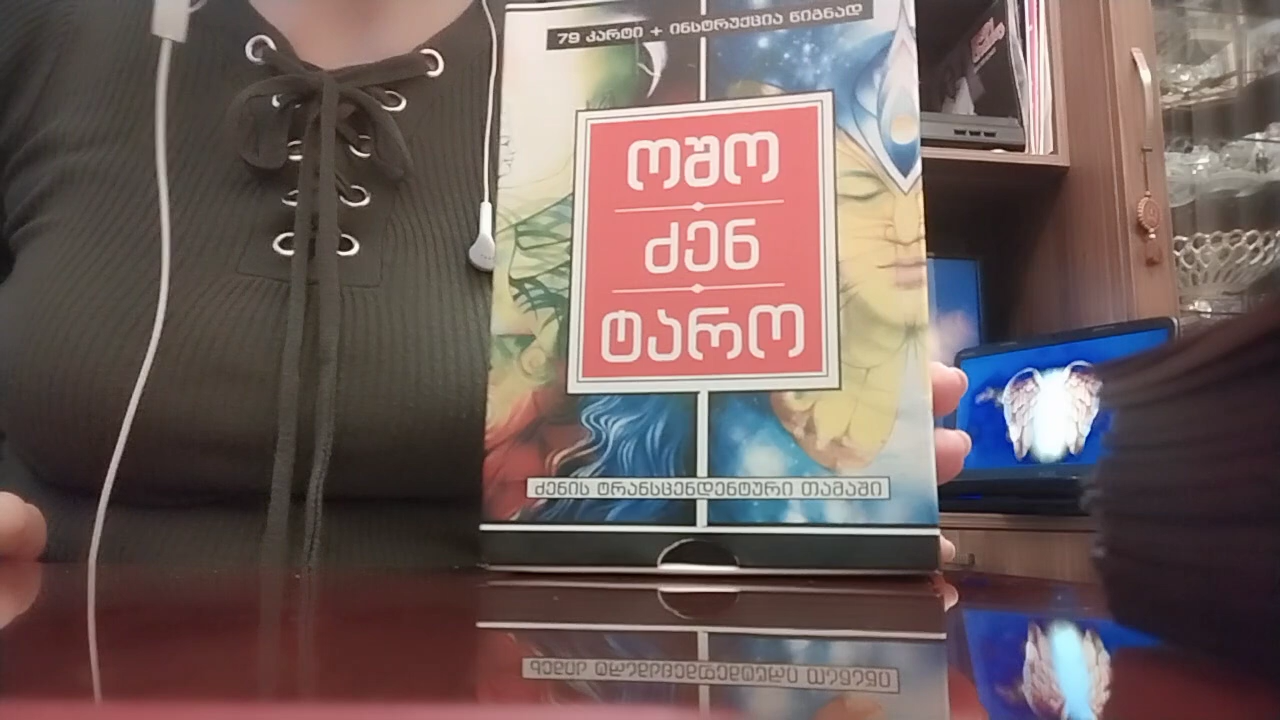 79 ᲙᲐᲠᲢᲘ + ᲘᲜᲡᲢᲠᲣᲥᲪᲘᲐ ᲬᲘᲒᲜᲐᲓ
ᲝᲨᲝ
ᲫᲔᲜ
ᲢᲐᲠᲝ
ᲫᲔᲜᲘᲡ ᲢᲠᲐᲜᲡᲪᲔᲜᲓᲔᲜᲢᲣᲠᲘ ᲗᲐᲛᲐᲨᲘ